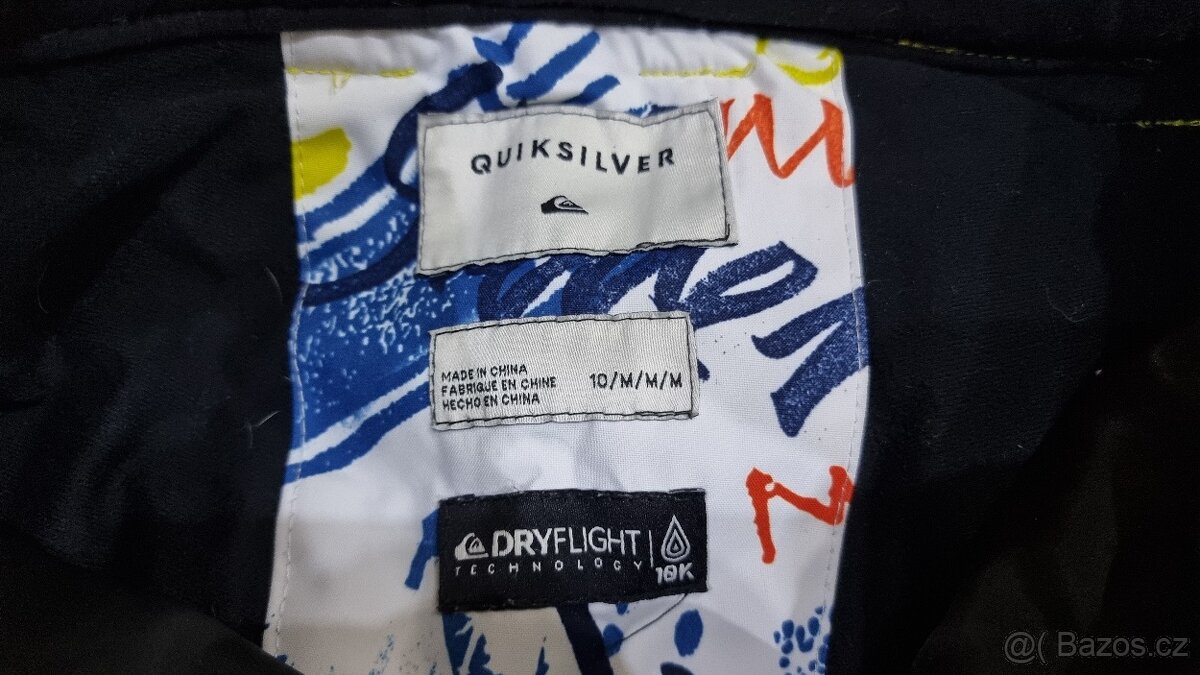 QUIKSILVER
MADE IN CHINA
FABRIQUE EN CHINE
HECHO EN CHINA
10/M/M/M
DRYFLIGHT
TECHNOLOGY
10K
@( Bazos.cz